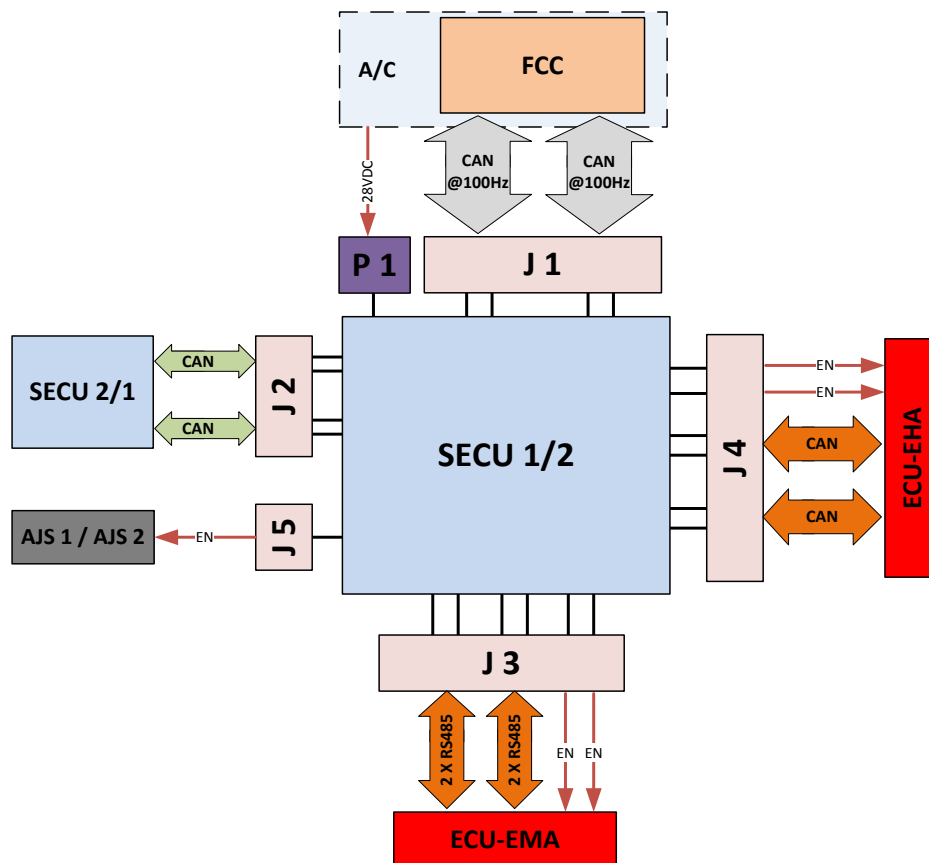 A/C
FCC
CAN
@100Hz
CAN
@100Hz
28VDC
P 1
J 1
SECU 2/1
CAN
CAN
J 2
SECU 1/2
J 4
EN
EN
CAN
CAN
ECU-EHA
AJS 1 / AJS 2
EN
J 5
J 3
2 X RS485
2 X RS485
EN
EN
ECU-EMA